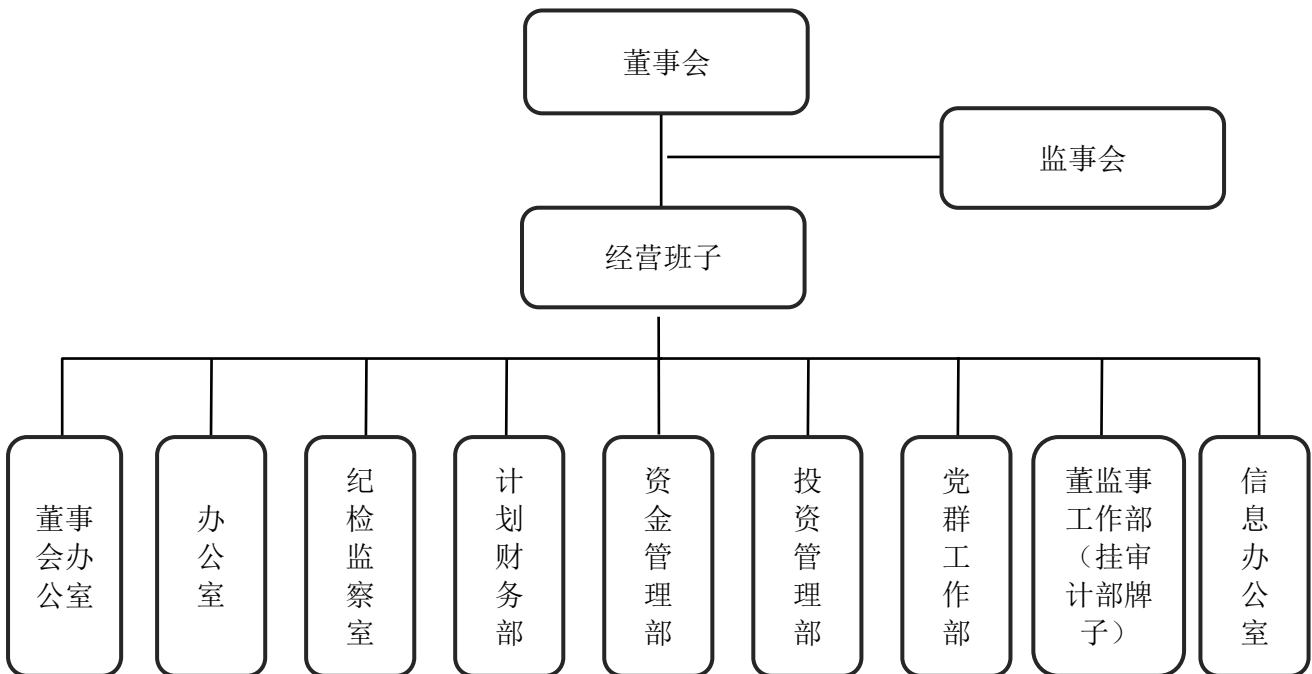 董事会
监事会
经营班子
董事
会办
公室
办
公
室
纪
检
监
察
室
计
划
财
务
部
资
金
管
理
部
投
资
管
理
部
党
群
工
作
部
董监事
工作部
（挂审
计部牌
子）
信
息
办
公
室